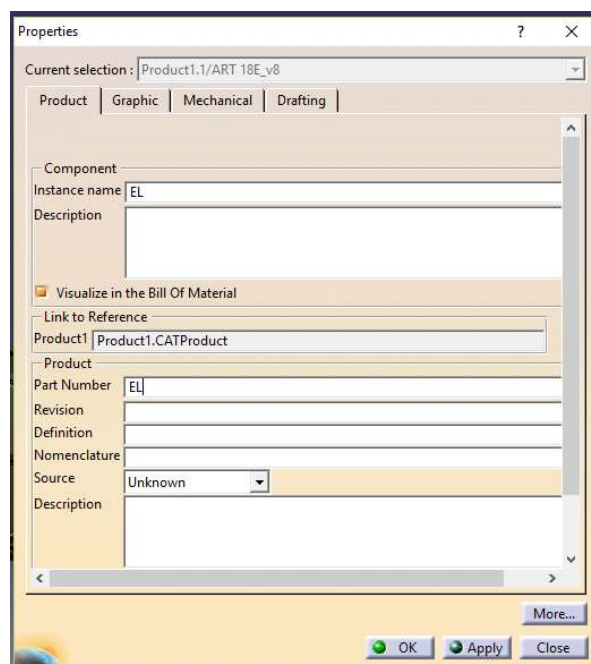 Properties ? X
Current selection : Product1.1/ART 18E_v8
Product Graphic Mechanical Drafting
Component
Instance name EL
Description
Visualize in the Bill Of Material
Link to Reference
Product1 Product1.CATProduct
Product
Part Number EL
Revision
Definition
Nomenclature
Source Unknown
Description
More...
OK Apply Close